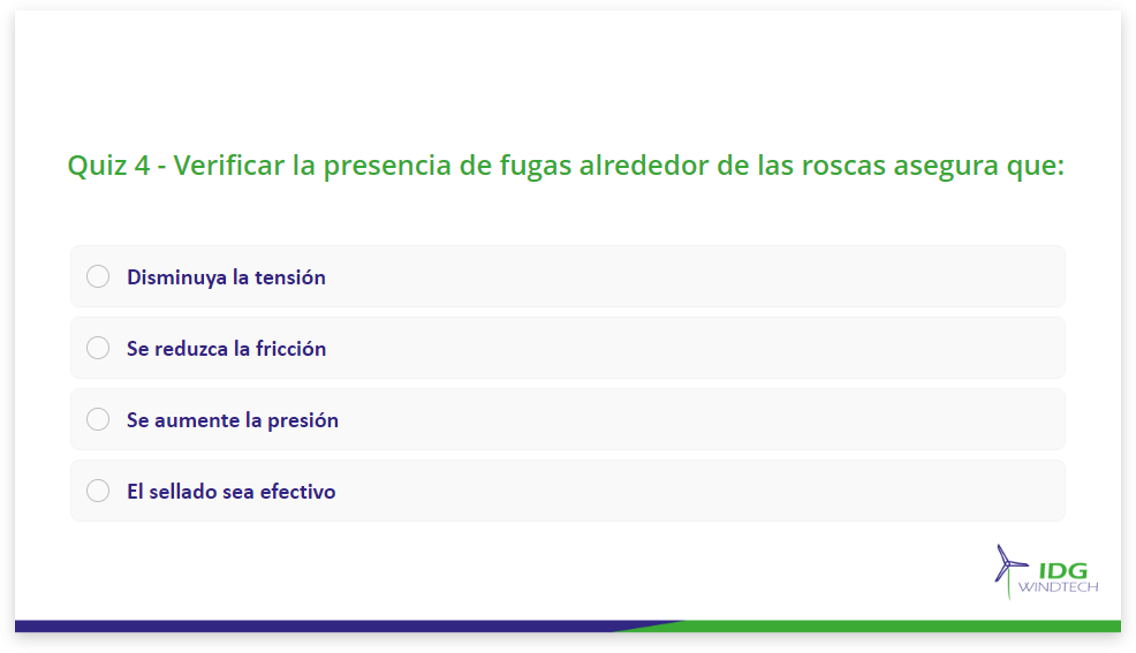 Quiz 4 - Verificar la presencia de fugas alrededor de las roscas asegura que:
Disminuya la tensión
Se reduzca la fricción
Se aumente la presión
El sellado sea efectivo
IDG
WINDTECH